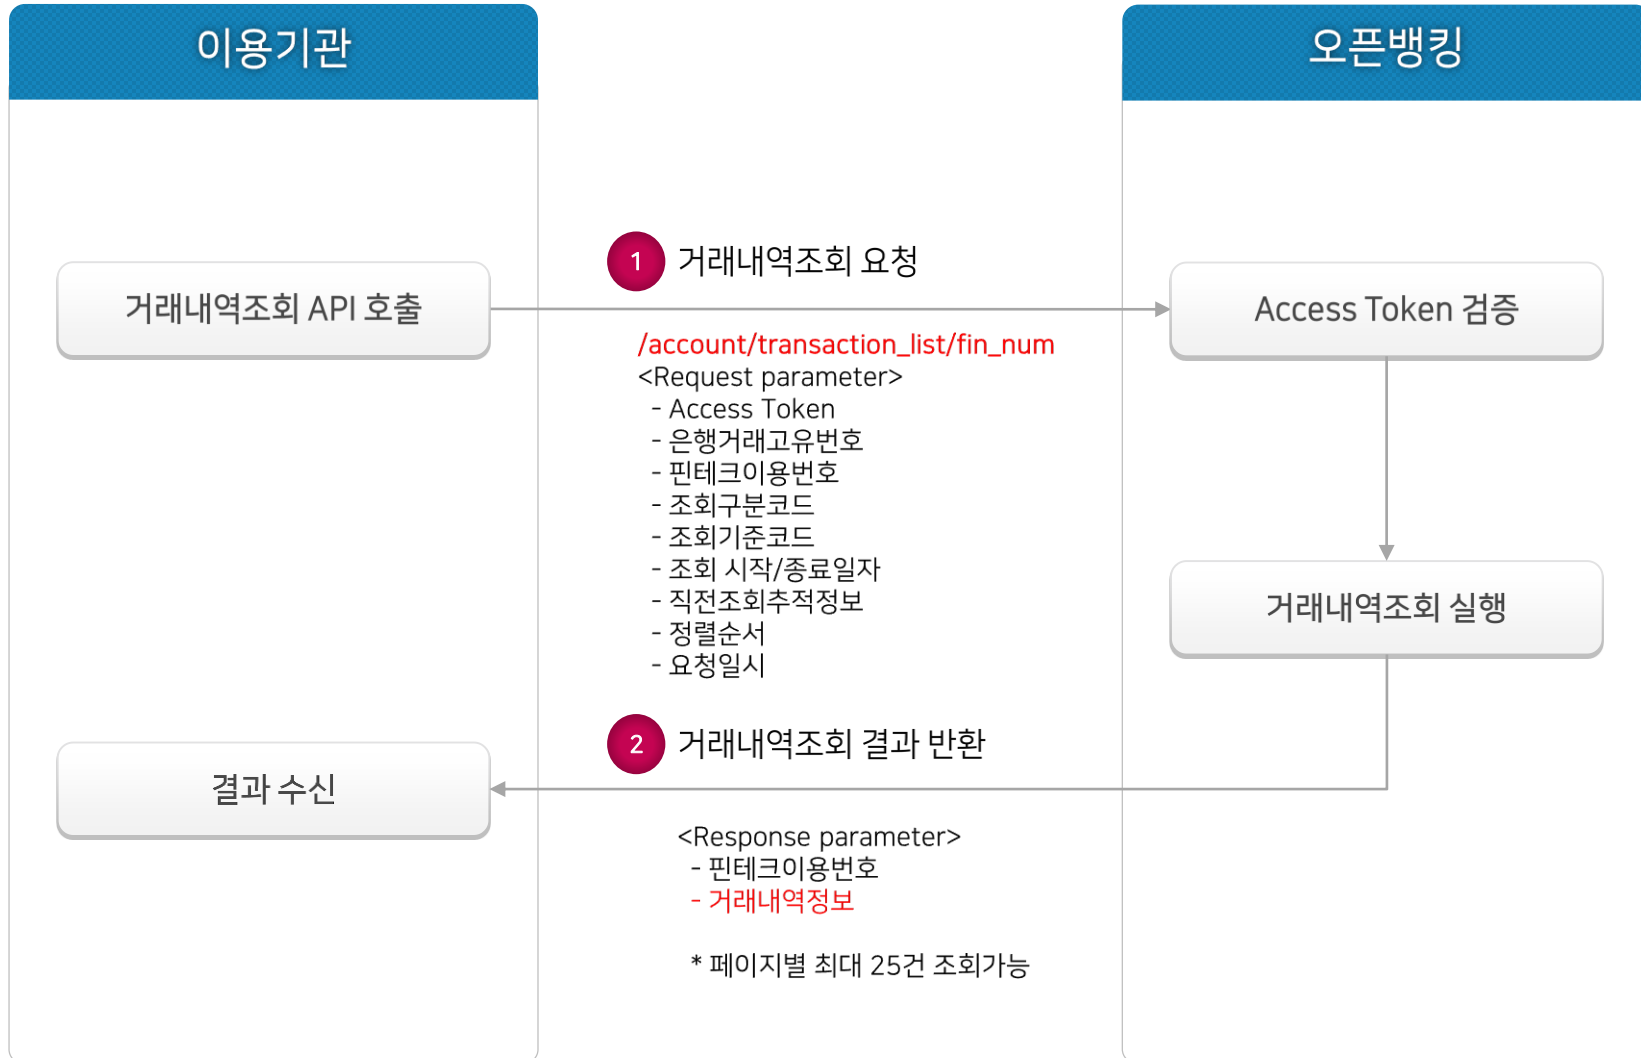 이용기관
오픈뱅킹
1 거래내역조회 요청
거래내역조회 API 호출
Access Token 검증
/account/transaction_list/fin_num
<Request parameter>
- Access Token
- 은행거래고유번호
- 핀테크이용번호
- 조회구분코드
- 조회기준코드
- 조회 시작/종료일자
- 직전조회추적정보
- 정렬순서
- 요청일시
거래내역조회 실행
2 거래내역조회 결과 반환
결과 수신
<Response parameter>
- 핀테크이용번호
- 거래내역정보
* 페이지별 최대 25건 조회가능